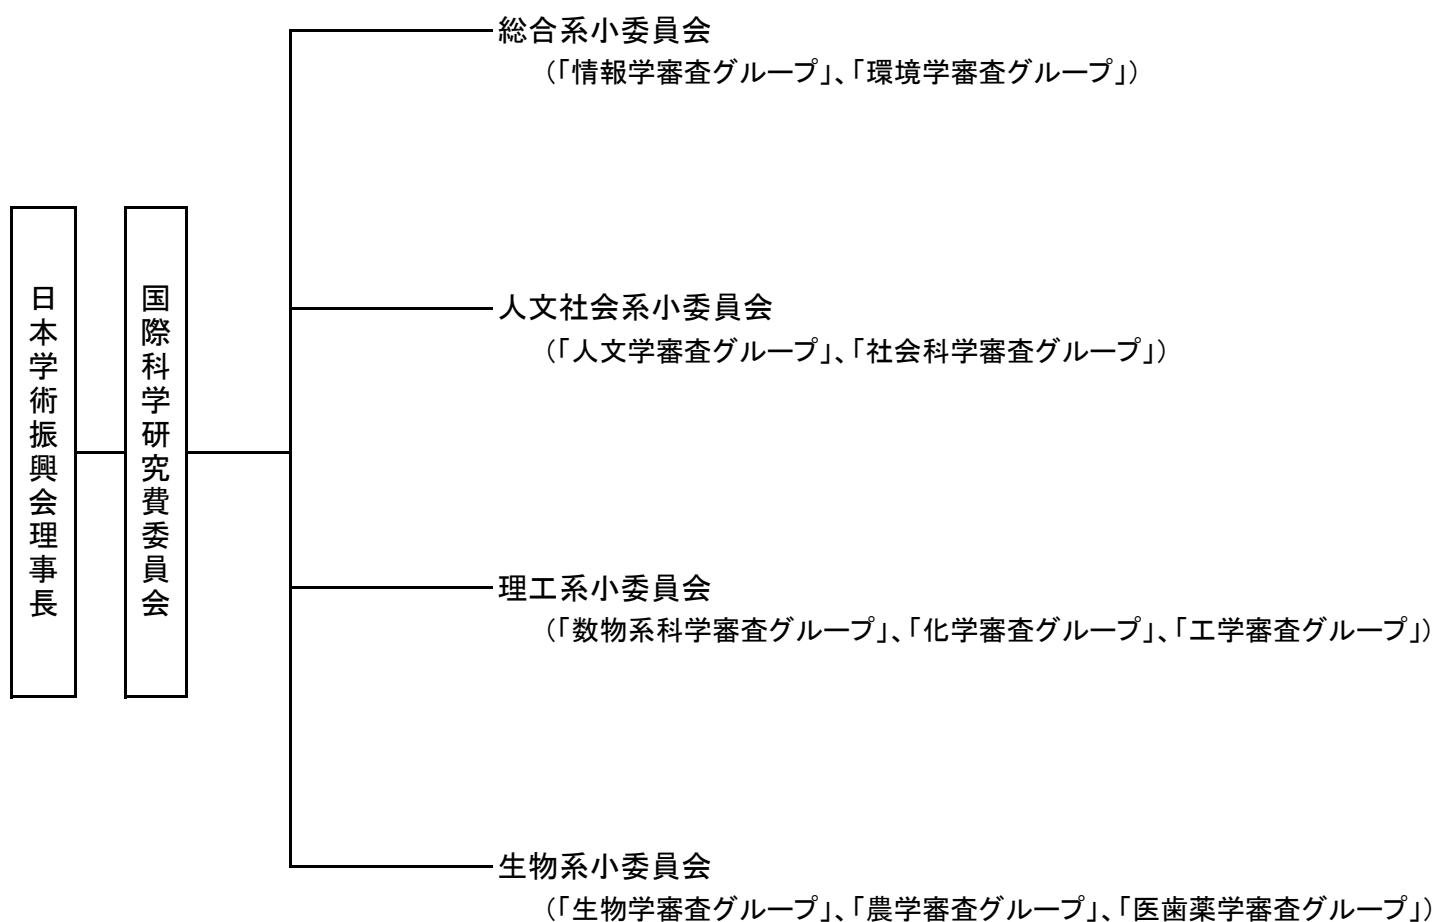 日本学術振興会理事長
国際科学研究費委員会
総合系小委員会
（「情報学審査グループ」、「環境学審査グループ」）
人文社会系小委員会
（「人文学審査グループ」、「社会科学審査グループ」）
理工系小委員会
（「数物系科学審査グループ」、「化学審査グループ」、「工学審査グループ」）
生物系小委員会
（「生物学審査グループ」、「農学審査グループ」、「医歯薬学審査グループ」）